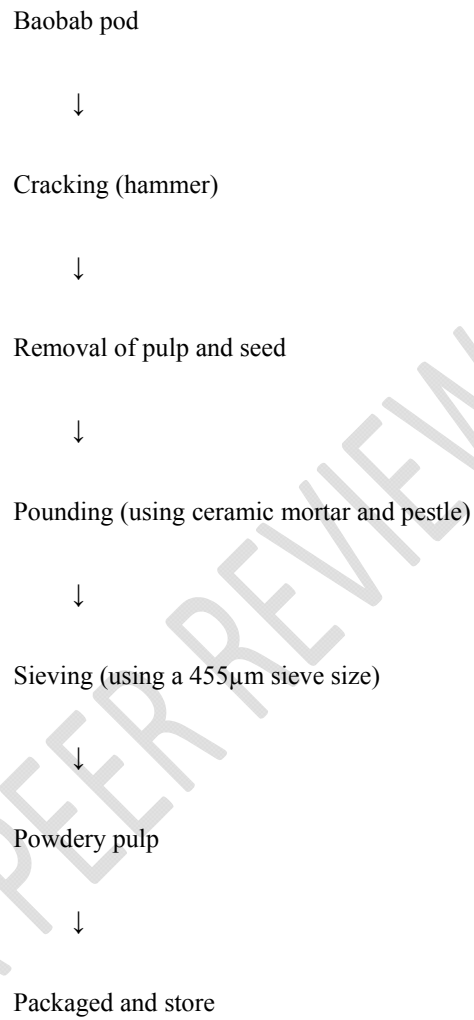 Baobab pod
↓
Cracking (hammer)
↓
Removal of pulp and seed
↓
Pounding (using ceramic mortar and pestle)
↓
Sieving (using a 455µm sieve size)
↓
Powdery pulp
↓
Packaged and store
PEER REVIEW